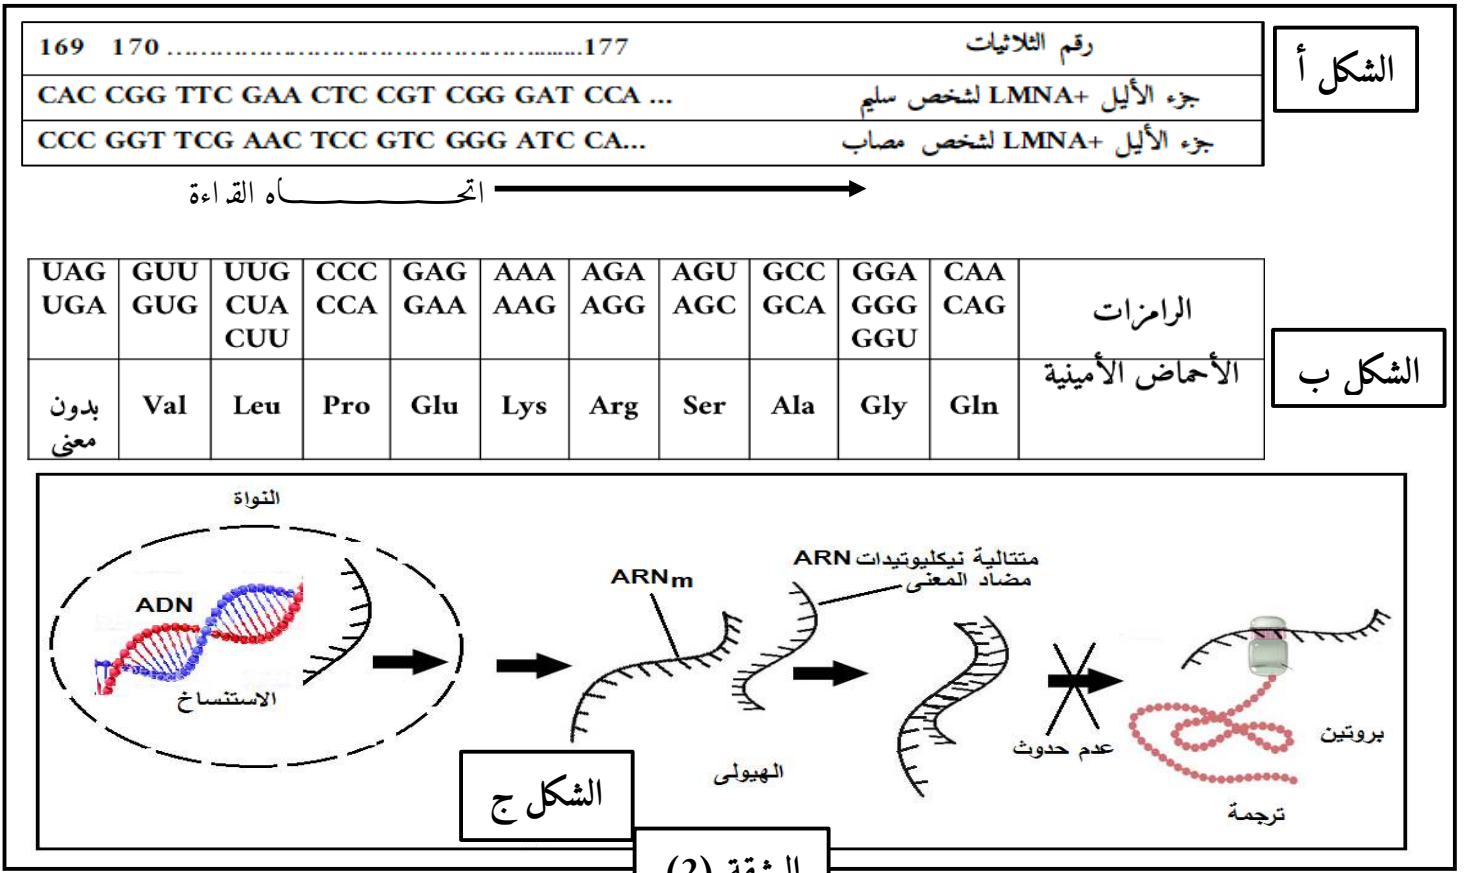 169 170 ...........................................177 رقم الثلاثيات
CAC CGG TTC GAA CTC CGT CGG GAT CCA ... جزء الأليل +LMNA لشخص سليم
CCC GGT TCG AAC TCC GTC GGG ATC CA... جزء الأليل +LMNA لشخص مصاب
الشكل أ
اتحـــــــــاه القراءة
UAG GUU UUG CCC GAG AAA AGA AGU GCC GGA CAA
UGA GUG CUA CCA GAA AAG AGG AGC GCA GGG CAG الرامزات
CUU GGU
الأحماض الأمينية
بدون Val Leu Pro Glu Lys Arg Ser Ala Gly Gln
معنى
الشكل ب
النواة
ADN
الاستنساخ
ARNm
متتالية نيكليوتيدات ARN
مضاد المعنى
الهيولى
عدم حدوث
بروتين
ترجمة
الشكل ج
(2)